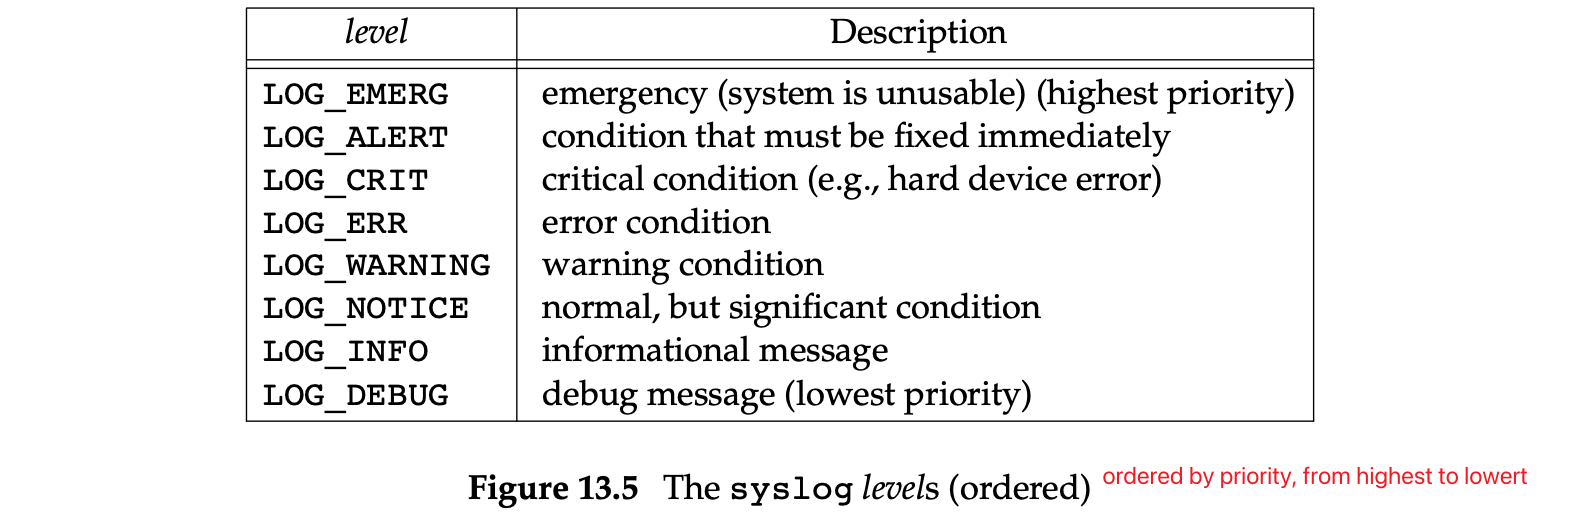 level Description
LOG_EMERG emergency (system is unusable) (highest priority)
LOG_ALERT condition that must be fixed immediately
LOG_CRIT critical condition (e.g., hard device error)
LOG_ERR error condition
LOG_WARNING warning condition
LOG_NOTICE normal, but significant condition
LOG_INFO informational message
LOG_DEBUG debug message (lowest priority)
Figure 13.5 The syslog levels (ordered) ordered by priority, from highest to lowert